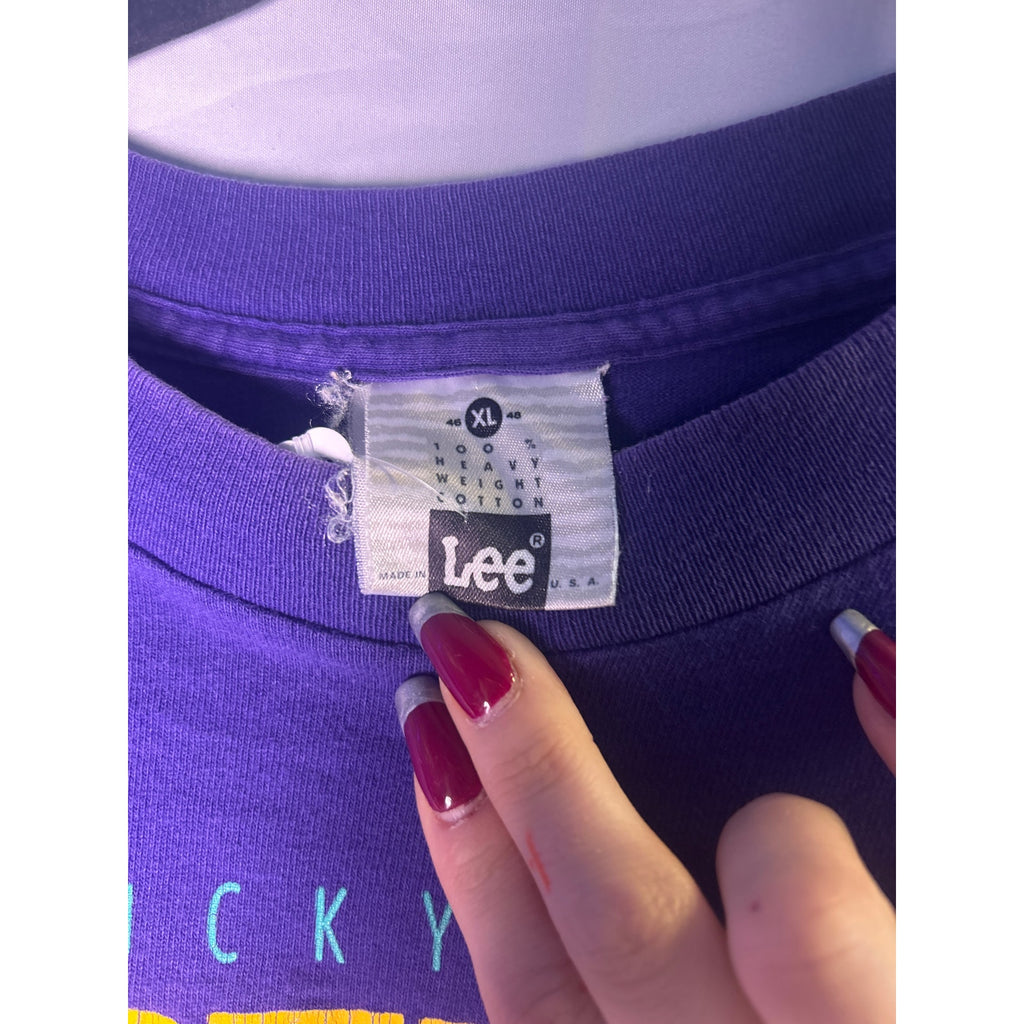 46 XL 48
100%
HEAVY
WEIGHT
COTTON
Lee®
MADE IN U.S.A.
CKY